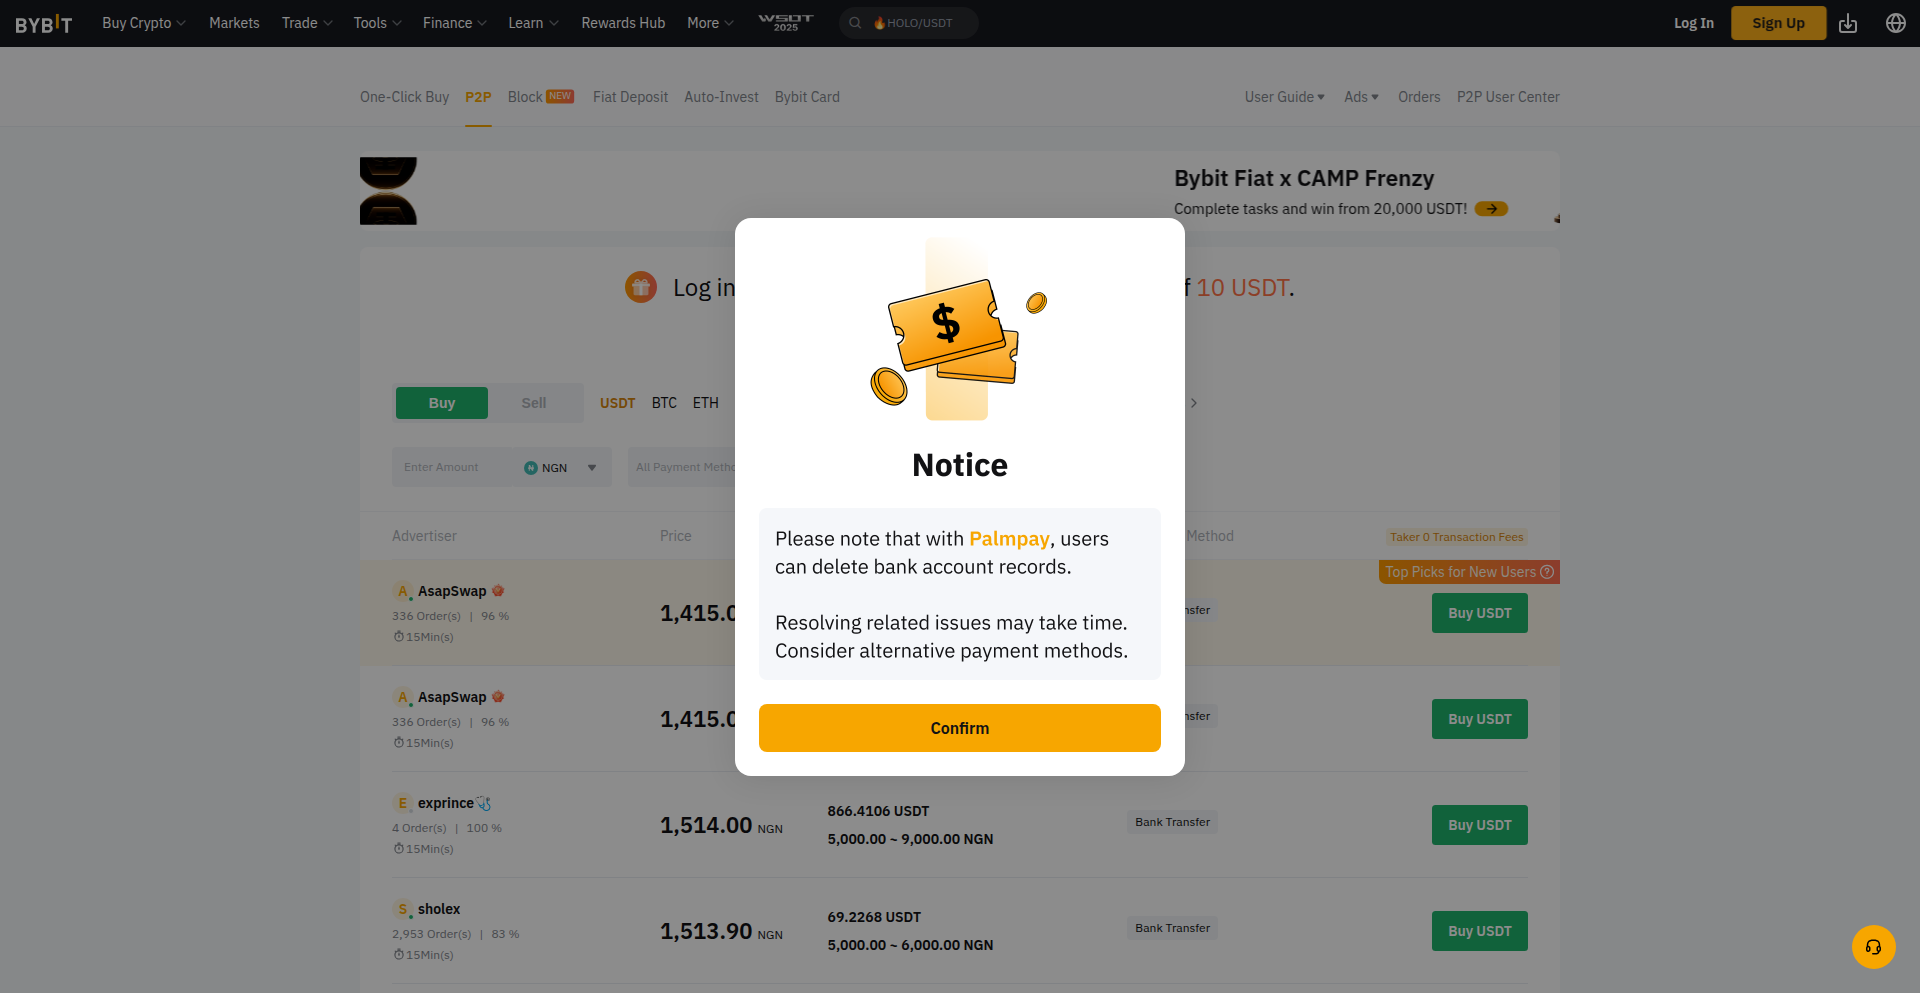 BYBIT Buy Crypto Markets Trade Tools Finance Learn Rewards Hub More WSDT 2025 🔥HOLO/USDT Log In Sign Up
One-Click Buy P2P Block NEW Fiat Deposit Auto-Invest Bybit Card User Guide Ads Orders P2P User Center
Bybit Fiat x CAMP Frenzy
Complete tasks and win from 20,000 USDT!
Log in 10 USDT.
$
Buy Sell USDT BTC ETH
Notice
Enter Amount NGN All Payment
Please note that with Palmpay, users
can delete bank account records.
Resolving related issues may take time.
Consider alternative payment methods.
Confirm
Advertiser Price Method Taker 0 Transaction Fees
Top Picks for New Users
A AsapSwap
336 Order(s) | 96 %
15Min(s)
1,415.0
Buy USDT
A AsapSwap
336 Order(s) | 96 %
15Min(s)
1,415.0
Buy USDT
E exprince🩺
4 Order(s) | 100 %
15Min(s)
1,514.00 NGN
866.4106 USDT
5,000.00 ~ 9,000.00 NGN
Bank Transfer
Buy USDT
S sholex
2,953 Order(s) | 83 %
15Min(s)
1,513.90 NGN
69.2268 USDT
5,000.00 ~ 6,000.00 NGN
Bank Transfer
Buy USDT